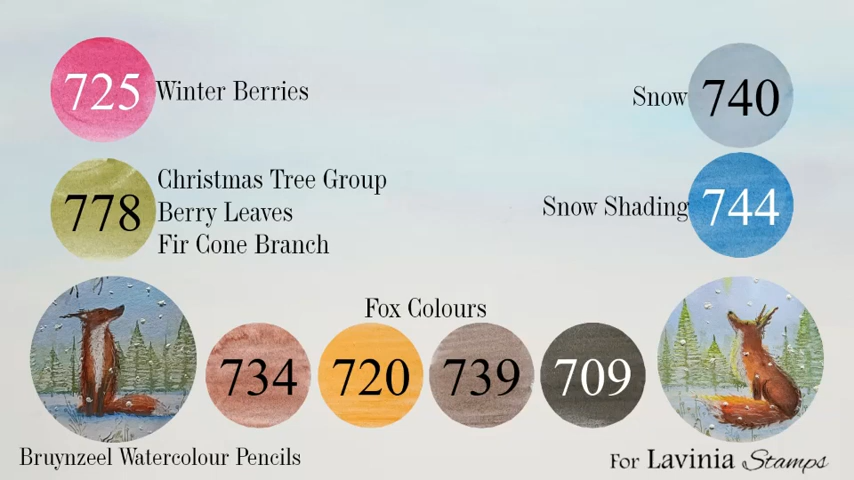 725 Winter Berries
Snow 740
778 Christmas Tree Group
Berry Leaves
Fir Cone Branch
Snow Shading 744
Fox Colours
734 720 739 709
Bruynzeel Watercolour Pencils
For Lavinia Stamps